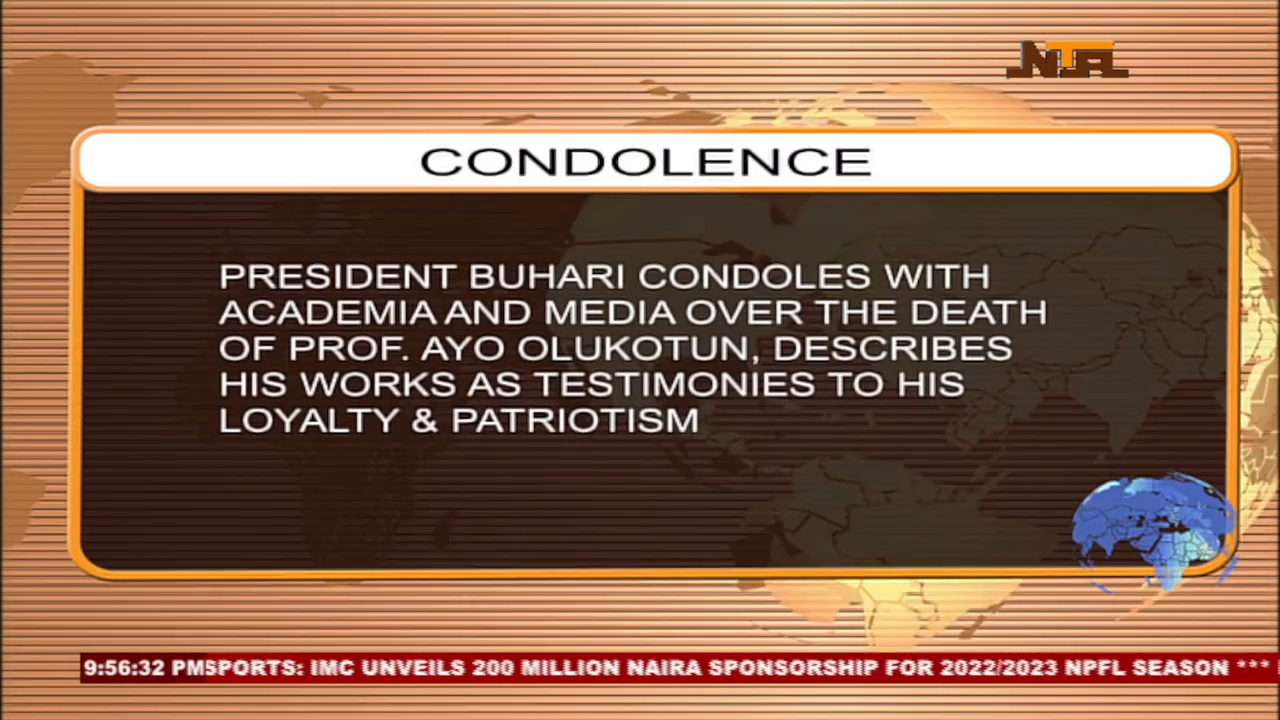 NTA
CONDOLENCE
PRESIDENT BUHARI CONDOLES WITH
ACADEMIA AND MEDIA OVER THE DEATH
OF PROF. AYO OLUKOTUN, DESCRIBES
HIS WORKS AS TESTIMONIES TO HIS
LOYALTY & PATRIOTISM
9:56:32 PM SPORTS: IMC UNVEILS 200 MILLION NAIRA SPONSORSHIP FOR 2022/2023 NPFL SEASON ***